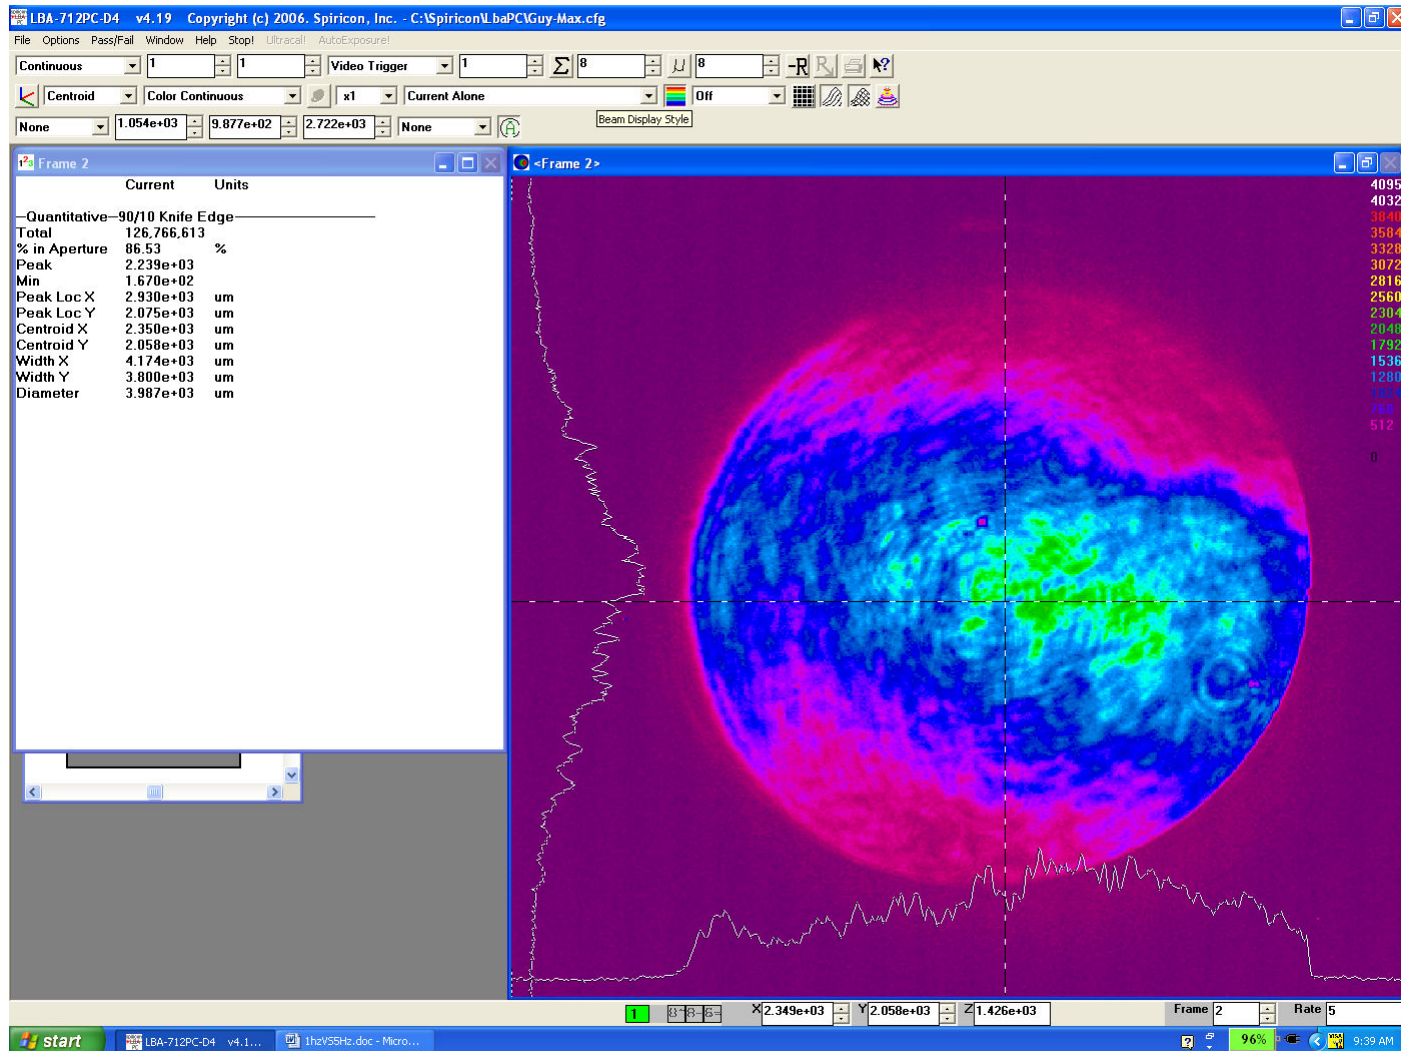 LBA-712PC-D4 v4.19 Copyright (c) 2006. Spiricon, Inc. - C:\Spiricon\LbaPC\Guy-Max.cfg
File Options Pass/Fail Window Help Stop! Ultracal! AutoExposure!
Continuous 1 1 Video Trigger 1 Σ 8 μ 8 -R R
Centroid Color Continuous x1 Current Alone Off
None 1.054e+03 9.877e+02 2.722e+03 None A
Beam Display Style
Frame 2
Current Units
Quantitative 90/10 Knife Edge
Total 126,766,613
% in Aperture 86.53 %
Peak 2.239e+03
Min 1.670e+02
Peak Loc X 2.930e+03 um
Peak Loc Y 2.075e+03 um
Centroid X 2.350e+03 um
Centroid Y 2.058e+03 um
Width X 4.174e+03 um
Width Y 3.800e+03 um
Diameter 3.987e+03 um
<Frame 2>
4095
4032
3840
3584
3328
3072
2816
2560
2304
2048
1792
1536
1280
1024
768
512
0
1 X 2.349e+03 Y 2.058e+03 Z 1.426e+03 Frame 2 Rate 5
start LBA-712PC-D4 v4.1... 1hzVS5Hz.doc - Micro... 96% 9:39 AM